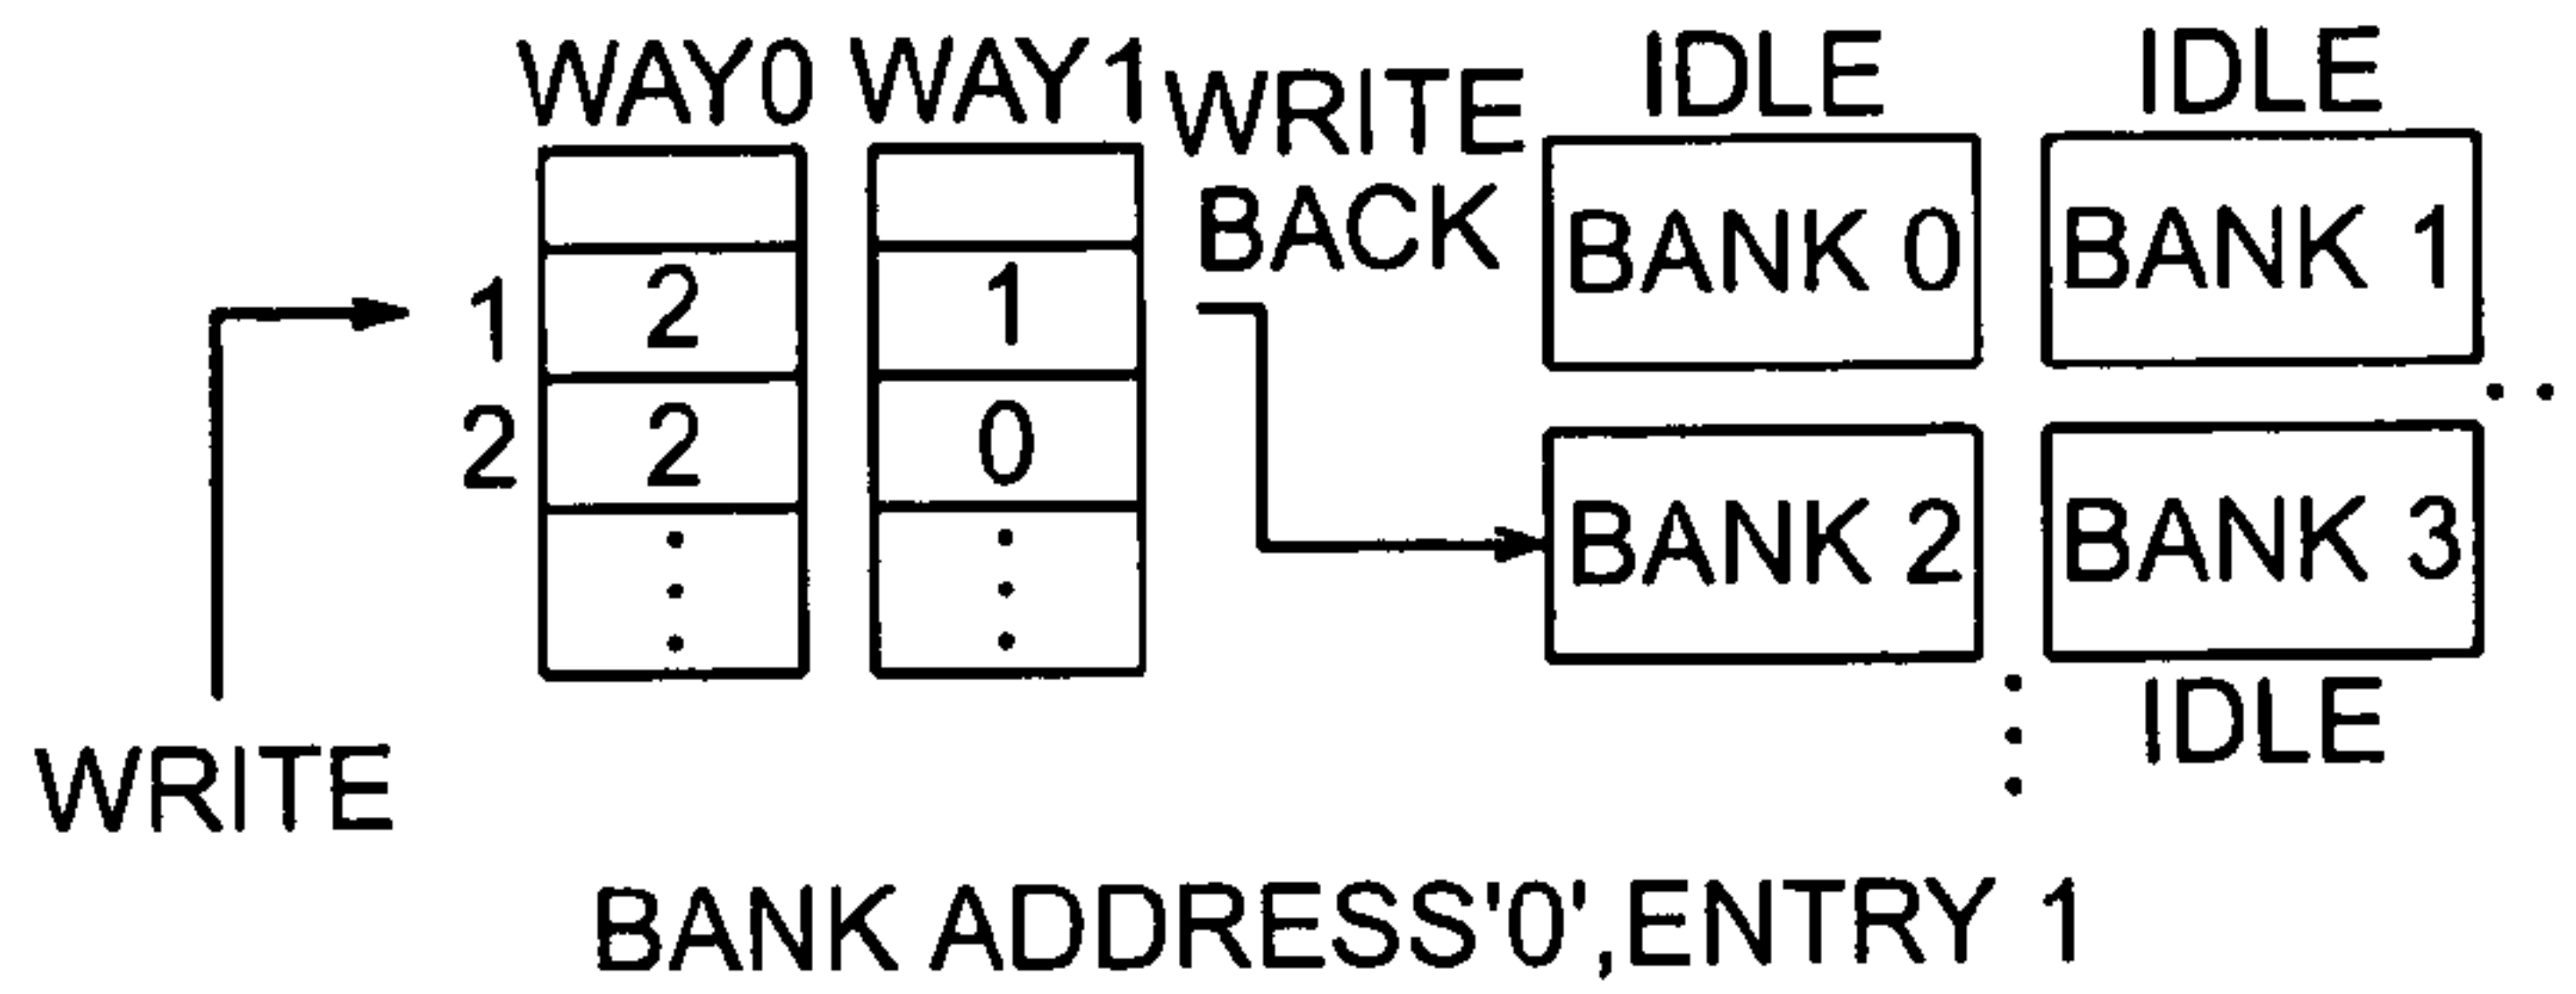 WAY0 WAY1
WRITE
BACK
IDLE IDLE
BANK 0 BANK 1
1 2 1
2 2 0
BANK 2 BANK 3
IDLE
WRITE
BANK ADDRESS'0',ENTRY 1